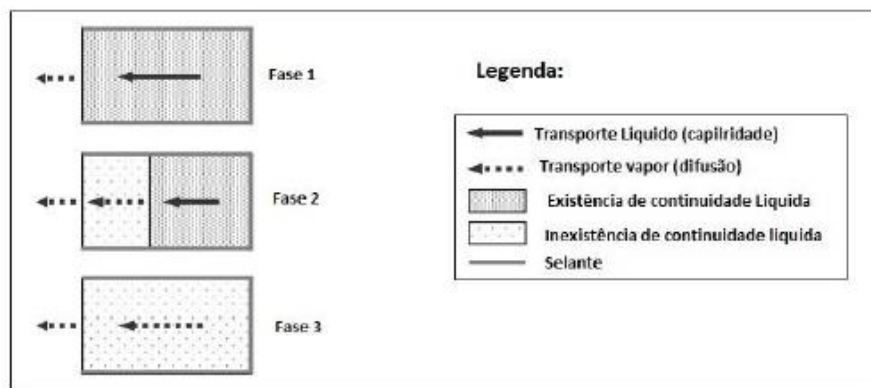 Fase 1
Fase 2
Fase 3
Legenda:
Transporte Liquido (capilridade)
Transporte vapor (difusão)
Existência de continuidade Liquida
Inexistência de continuidade liquida
Selante